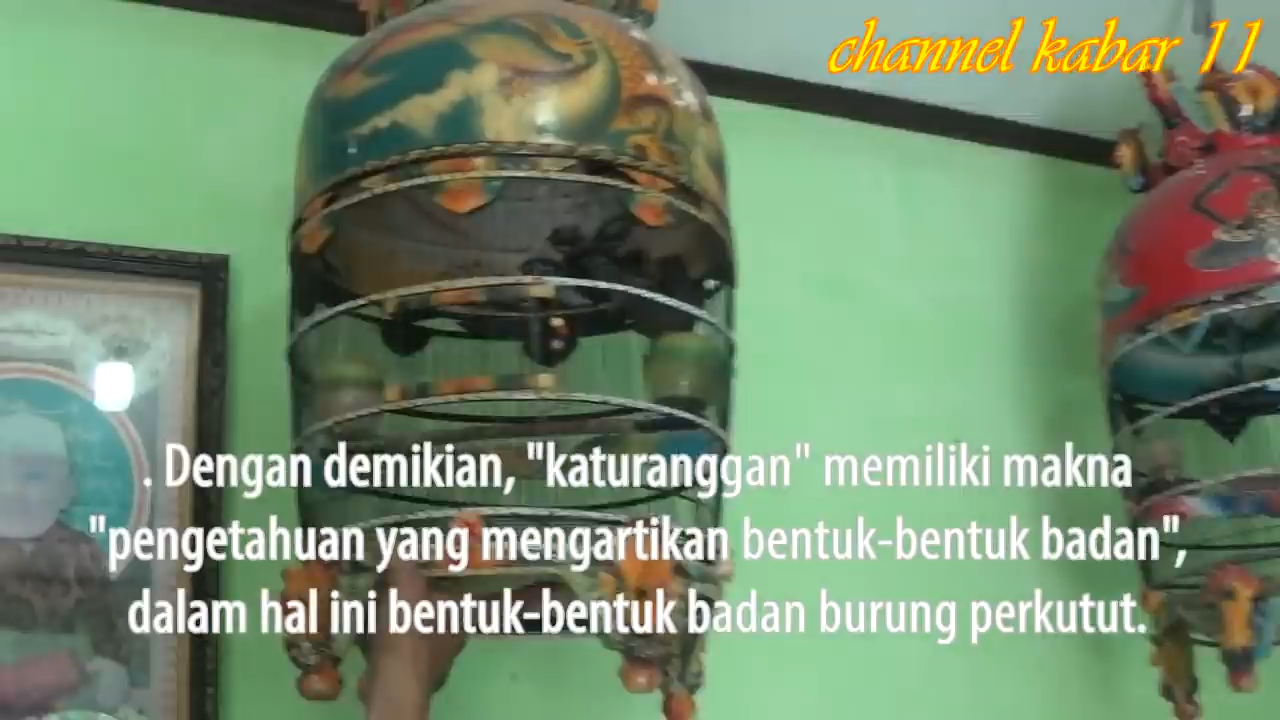 channel kabar 11
. Dengan demikian, "katuranggan" memiliki makna
"pengetahuan yang mengartikan bentuk-bentuk badan",
dalam hal ini bentuk-bentuk badan burung perkutut.